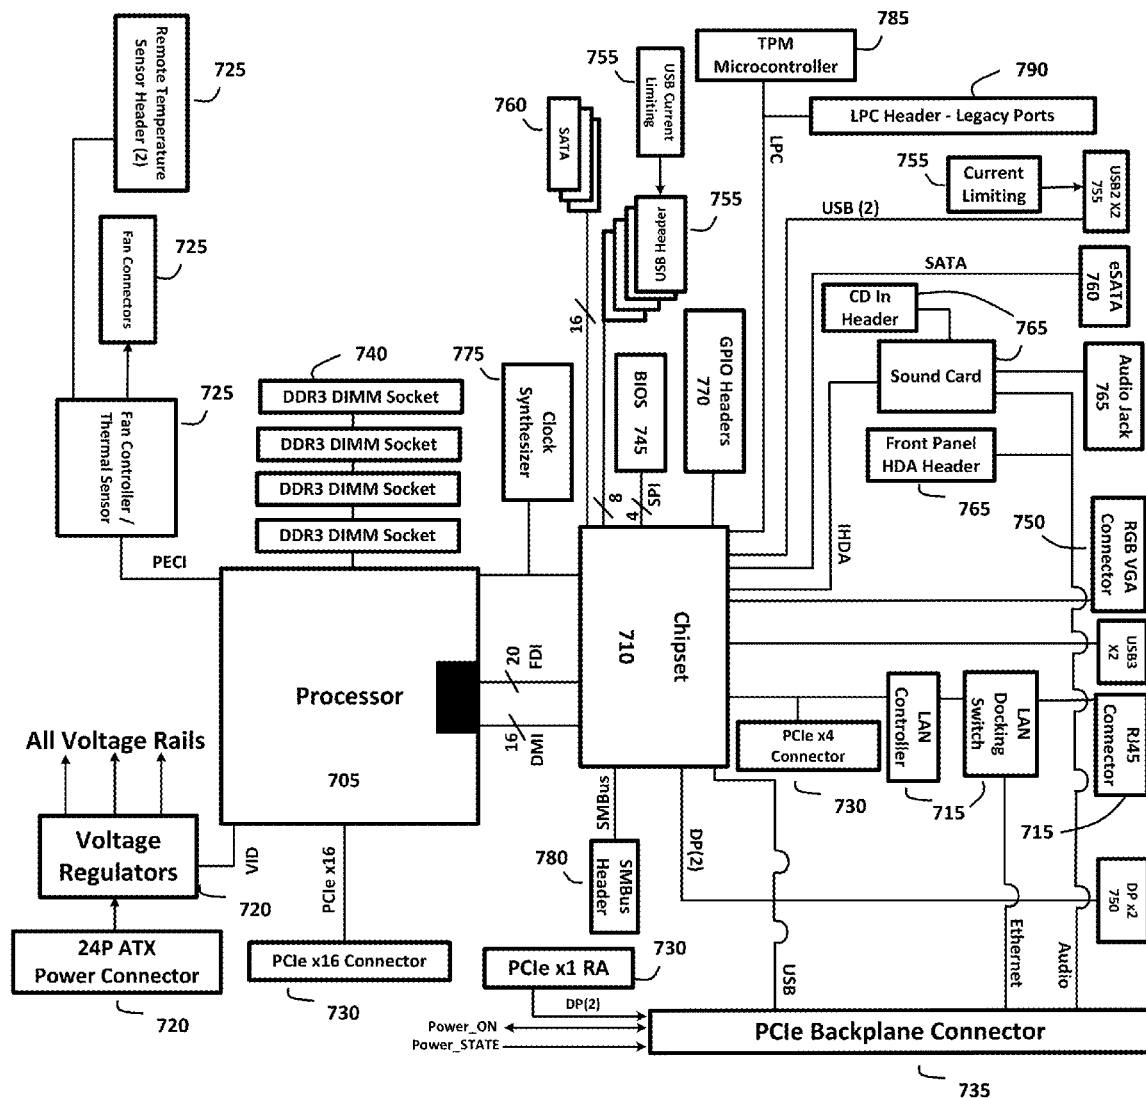 785
TPM
Microcontroller
725
Remote Temperature
Sensor Header (2)
755
USB Current
Limiting
790
LPC Header - Legacy Ports
760
SATA
LPC
755
Current
Limiting
USB2 X2
755
755
USB Header
USB (2)
725
Fan Connectors
SATA
eSATA
760
CD In
Header
765
16
GPIO Headers
770
740
775
BIOS 745
Sound Card
Audio Jack
765
DDR3 DIMM Socket
Clock
Synthesizer
725
Fan Controller /
Thermal Sensor
DDR3 DIMM Socket
Front Panel
HDA Header
DDR3 DIMM Socket
8
4
SPI
765
DDR3 DIMM Socket
IHDA
750
RGB VGA
Connector
PECI
Chipset
710
USB3
X2
20
FDI
Processor
705
16
DMI
LAN
Controller
LAN
Docking
Switch
RJ45
Connector
PCIe x4
Connector
730
715
715
All Voltage Rails
Voltage
Regulators
VID
720
PCIe x16
SMBus
DP(2)
780
SMBus
Header
DP x2
750
24P ATX
Power Connector
720
PCIe x16 Connector
730
PCIe x1 RA
730
USB
Ethernet
Audio
DP(2)
Power_ON
Power_STATE
PCIe Backplane Connector
735